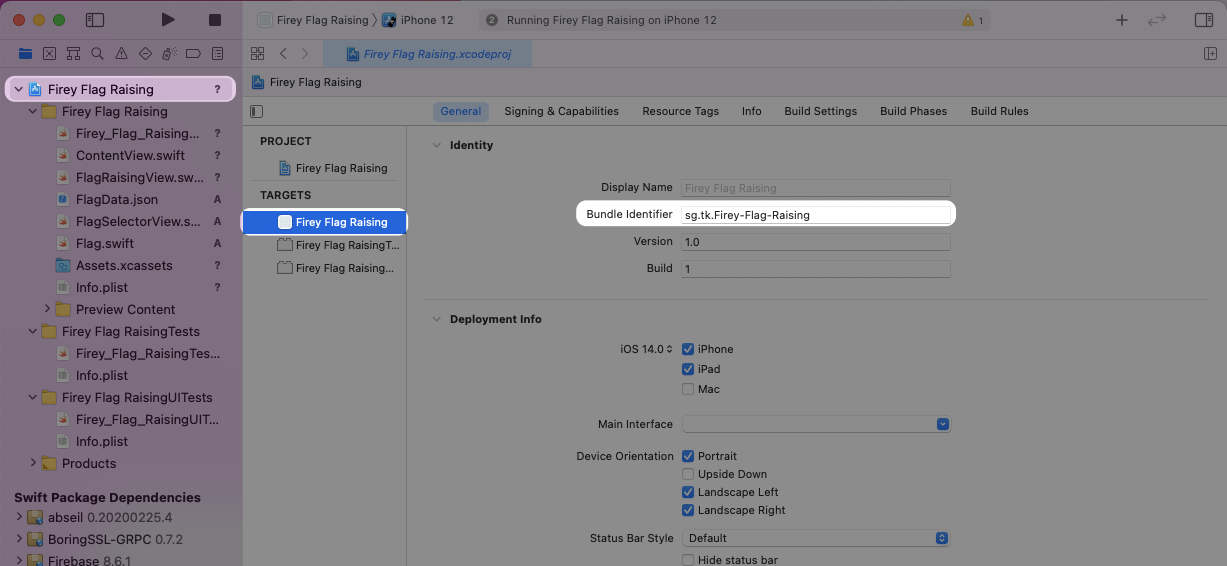 Firey Flag Raising
iPhone 12
2 Running Firey Flag Raising on iPhone 12
1
Firey Flag Raising.xcodeproj
Firey Flag Raising
Firey Flag Raising ?
Firey Flag Raising
Firey_Flag_Raising... ?
ContentView.swift ?
FlagRaisingView.sw... ?
FlagData.json A
FlagSelectorView.s... A
Flag.swift A
Assets.xcassets ?
Info.plist ?
Preview Content
Firey Flag RaisingTests
Firey_Flag_RaisingTes...
Info.plist
Firey Flag RaisingUITests
Firey_Flag_RaisingUIT...
Info.plist
Products
Swift Package Dependencies
abseil 0.20200225.4
BoringSSL-GRPC 0.7.2
Firebase 8.6.1
General Signing & Capabilities Resource Tags Info Build Settings Build Phases Build Rules
PROJECT
Firey Flag Raising
TARGETS
Firey Flag Raising
Firey Flag RaisingT...
Firey Flag Raising...
Identity
Display Name Firey Flag Raising
Bundle Identifier sg.tk.Firey-Flag-Raising
Version 1.0
Build 1
Deployment Info
iOS 14.0 iPhone
iPad
Mac
Main Interface
Device Orientation Portrait
Upside Down
Landscape Left
Landscape Right
Status Bar Style Default
Hide status bar